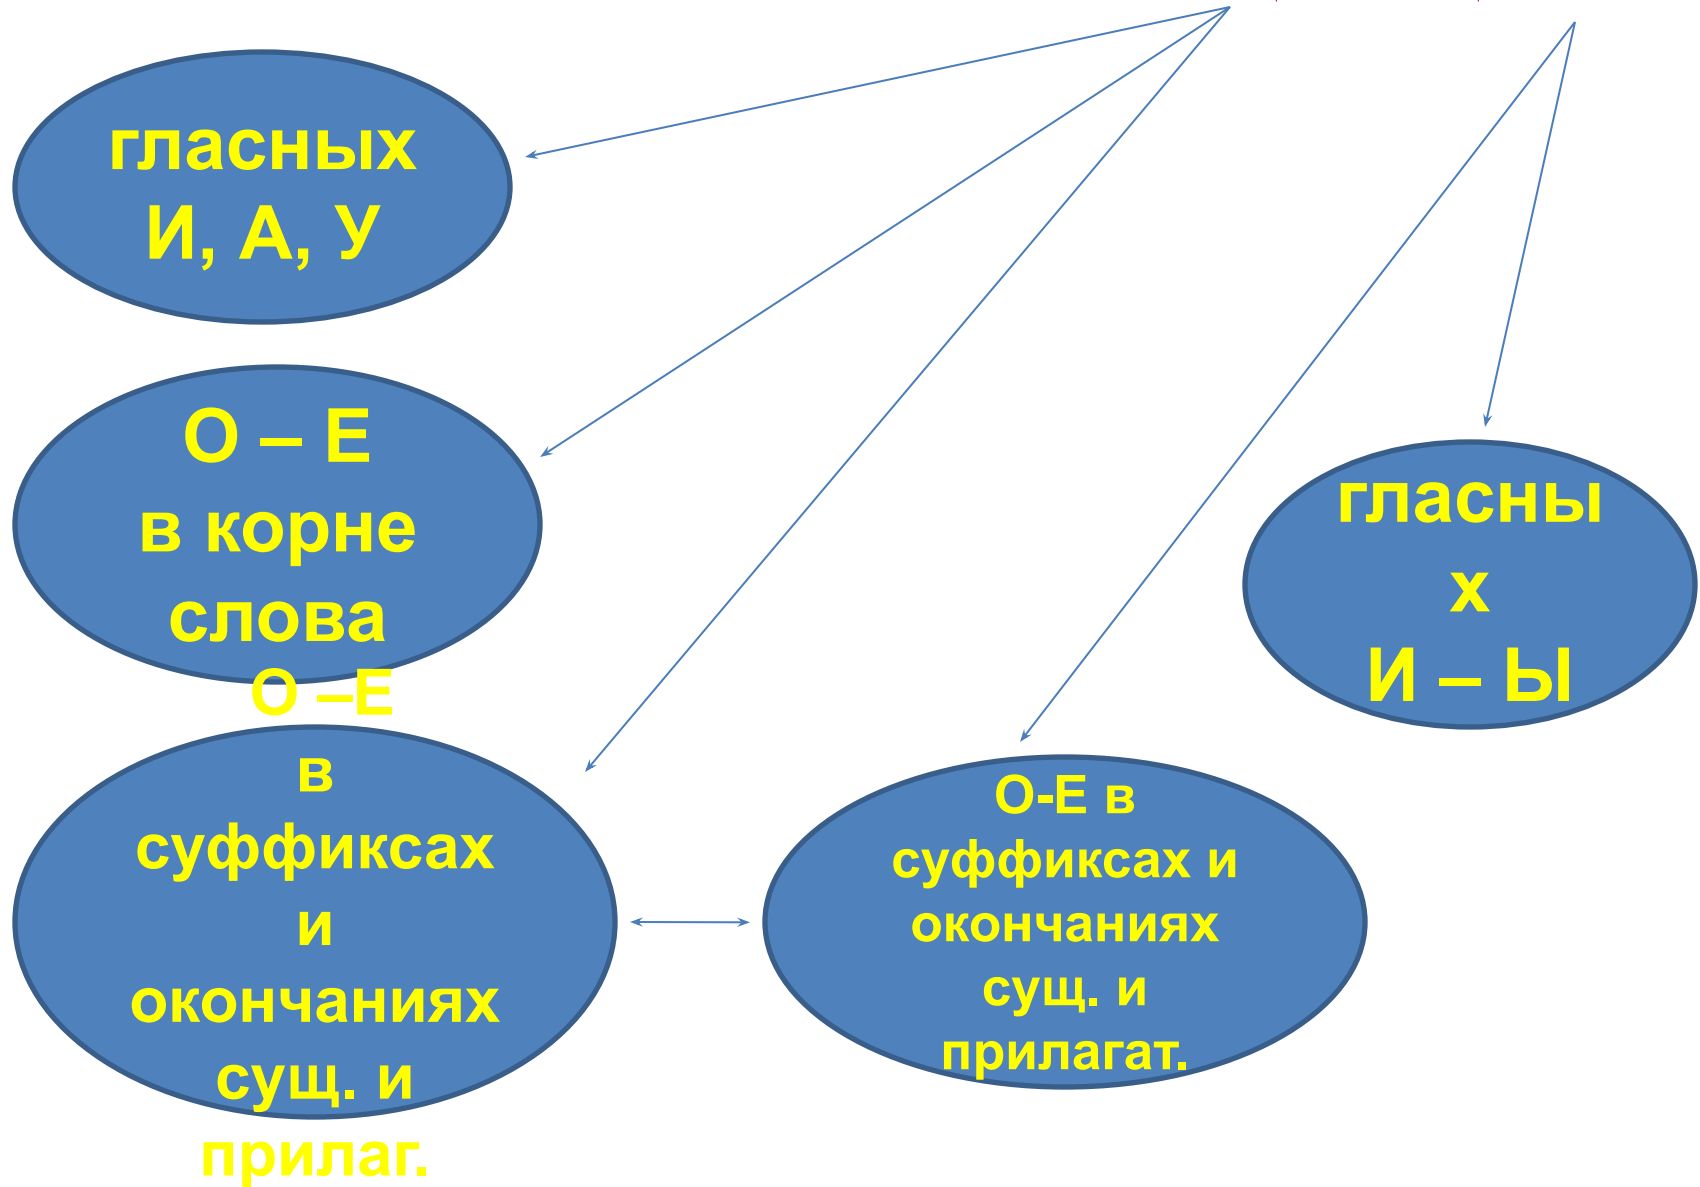 гласных
И, А, У
О – Е
в корне
слова
О –Е
в
суффиксах
и
окончаниях
сущ. и
прилаг.
О-Е в
суффиксах и
окончаниях
сущ. и
прилагат.
гласны
х
И – Ы